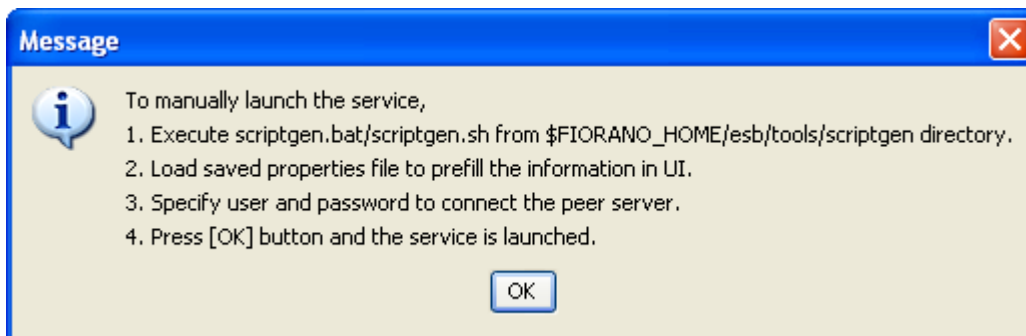 Message
To manually launch the service,
1. Execute scriptgen.bat/scriptgen.sh from $FIORANO_HOME/esb/tools/scriptgen directory.
2. Load saved properties file to prefill the information in UI.
3. Specify user and password to connect the peer server.
4. Press [OK] button and the service is launched.
OK